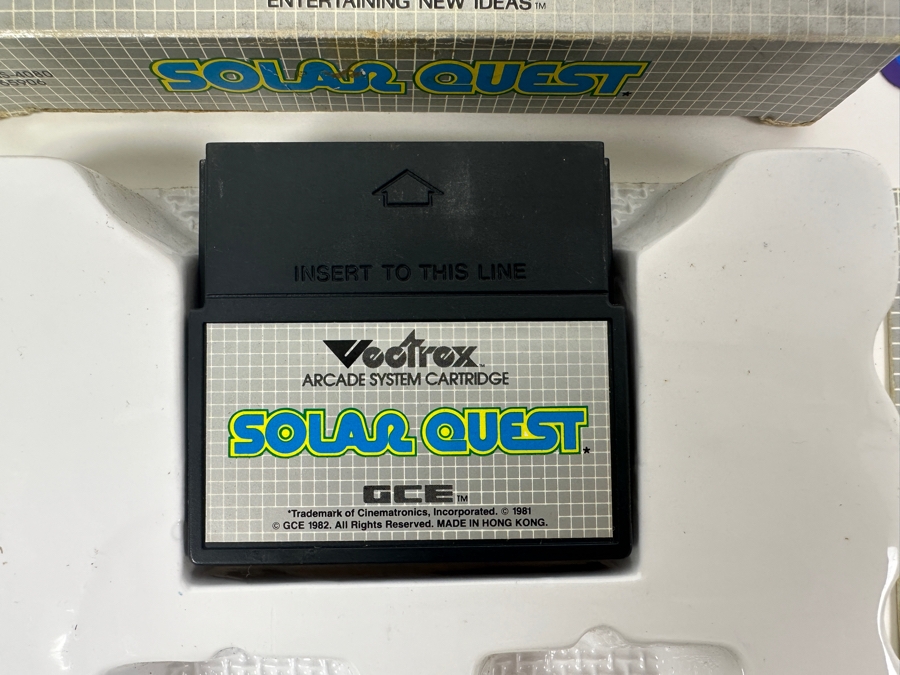 ENTERTAINING NEW IDEAS™
SOLAR QUEST*
INSERT TO THIS LINE
Vectrex™
ARCADE SYSTEM CARTRIDGE
SOLAR QUEST*
GCE™
*Trademark of Cinematronics, Incorporated. © 1981
© GCE 1982. All Rights Reserved. MADE IN HONG KONG.